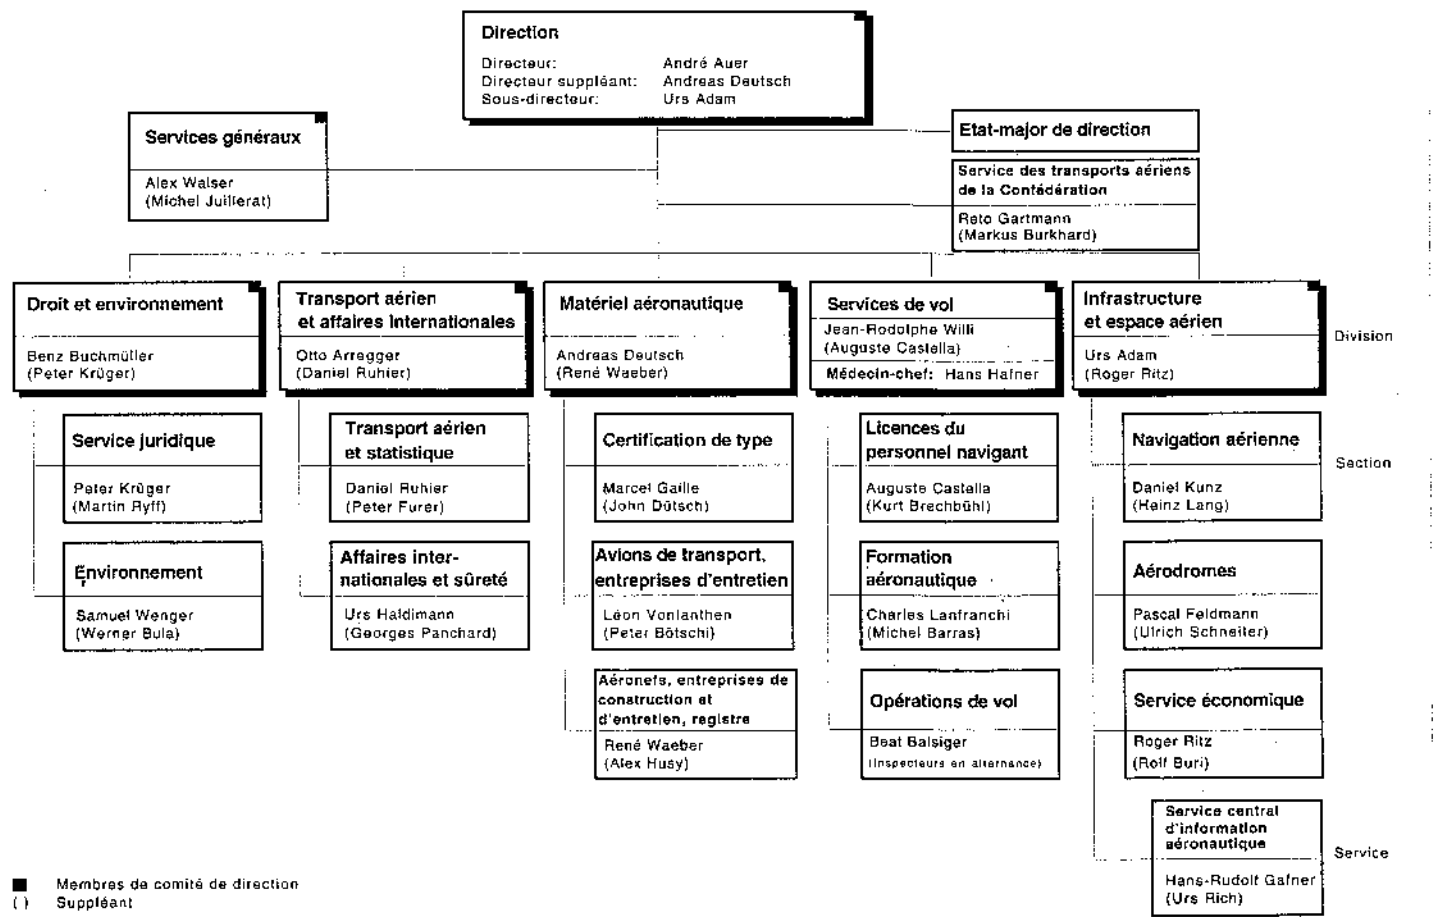 Direction
Directeur: André Auer
Directeur suppléant: Andreas Deutsch
Sous-directeur: Urs Adam
Services généraux
Alex Walser
(Michel Juillerat)
Etat-major de direction
Service des transports aériens
de la Confédération
Reto Gartmann
(Markus Burkhard)
Droit et environnement
Benz Buchmüller
(Peter Krüger)
Transport aérien
et affaires internationales
Otto Arregger
(Daniel Ruhier)
Matériel aéronautique
Andreas Deutsch
(René Waeber)
Services de vol
Jean-Rodolphe Willi
(Auguste Castella)
Médecin-chef: Hans Hafner
Infrastructure
et espace aérien
Urs Adam
(Roger Ritz)
Division
Service juridique
Peter Krüger
(Martin Ryff)
Transport aérien
et statistique
Daniel Ruhier
(Peter Furer)
Certification de type
Marcel Gaille
(John Dütsch)
Licences du
personnel navigant
Auguste Castella
(Kurt Brechbühl)
Navigation aérienne
Daniel Kunz
(Heinz Lang)
Section
Environnement
Samuel Wenger
(Werner Bula)
Affaires inter-
nationales et sûreté
Urs Haldimann
(Georges Panchard)
Avions de transport,
entreprises d'entretien
Léon Vonlanthen
(Peter Bötschi)
Formation
aéronautique
Charles Lanfranchi
(Michel Barras)
Aérodromes
Pascal Feldmann
(Ulrich Schneiter)
Aéronefs, entreprises de
construction et
d'entretien, registre
René Waeber
(Alex Husy)
Opérations de vol
Beat Balsiger
(Inspecteurs en alternance)
Service économique
Roger Ritz
(Rolf Buri)
Service central
d'information
aéronautique
Hans-Rudolf Gafner
(Urs Rich)
Service
■ Membres de comité de direction
( ) Suppléant